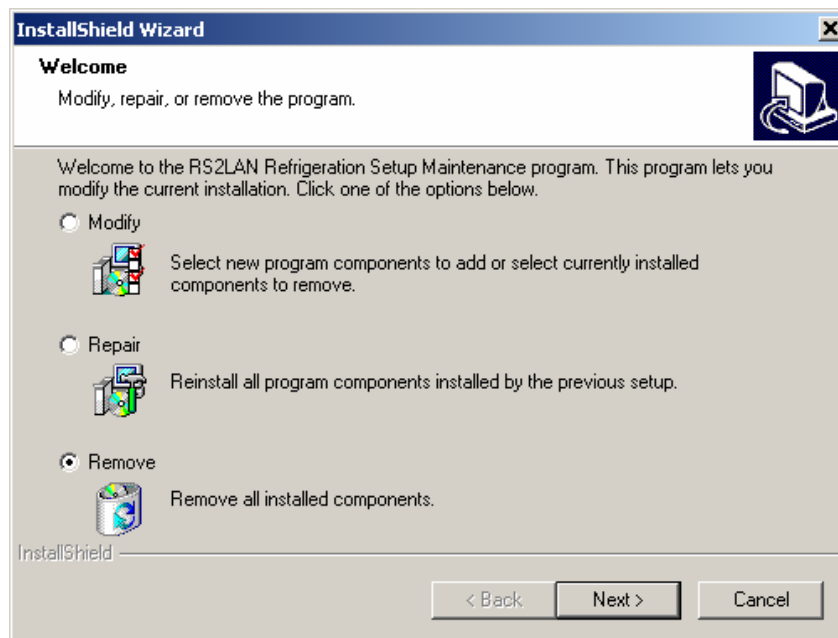 InstallShield Wizard
Welcome
Modify, repair, or remove the program.
Welcome to the RS2LAN Refrigeration Setup Maintenance program. This program lets you
modify the current installation. Click one of the options below.
Modify
Select new program components to add or select currently installed
components to remove.
Repair
Reinstall all program components installed by the previous setup.
Remove
Remove all installed components.
InstallShield
< Back
Next >
Cancel